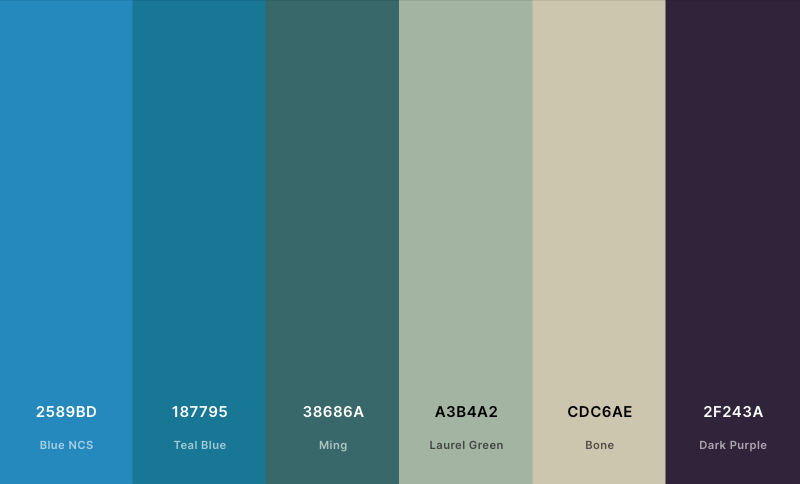 2589BD
Blue NCS
187795
Teal Blue
38686A
Ming
A3B4A2
Laurel Green
CDC6AE
Bone
2F243A
Dark Purple